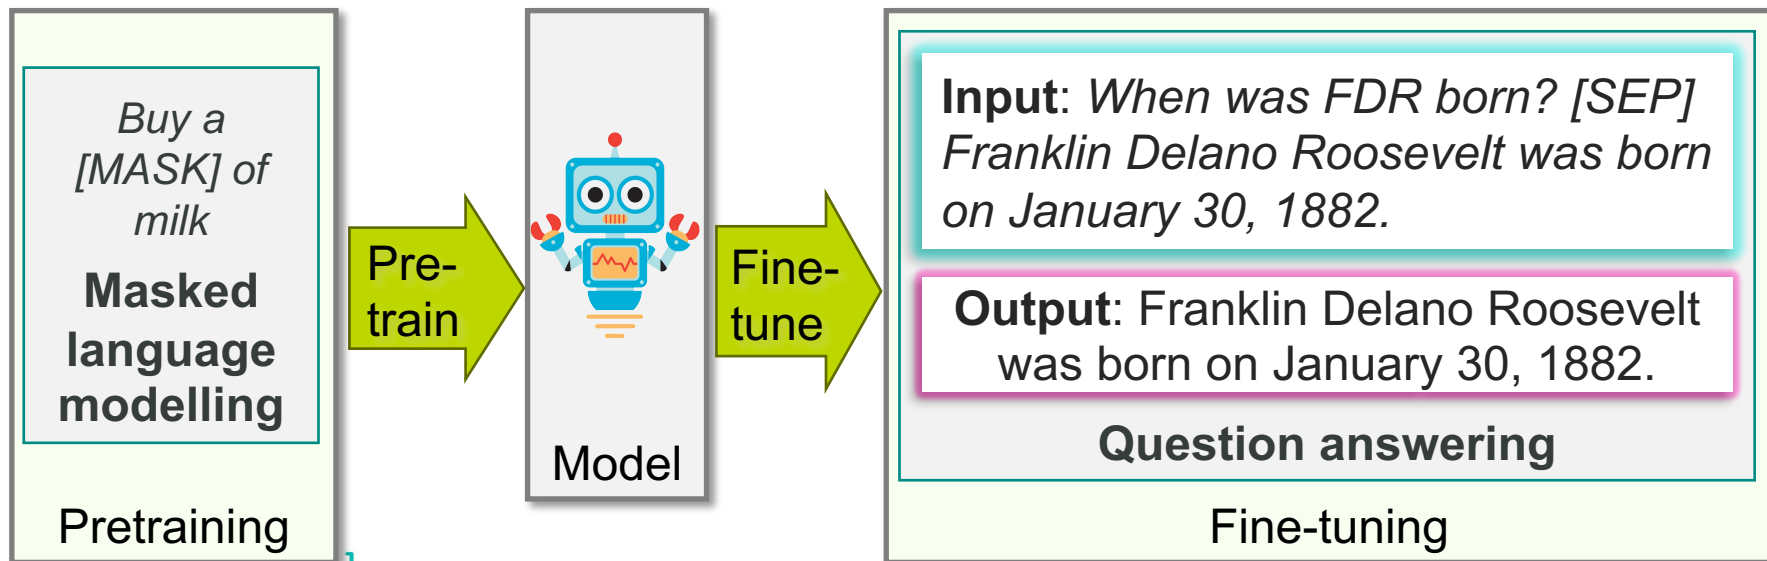 Buy a
[MASK] of
milk
Masked
language
modelling
Pretraining
]
Pre-
train
Model
Fine-
tune
Input: When was FDR born? [SEP]
Franklin Delano Roosevelt was born
on January 30, 1882.
Output: Franklin Delano Roosevelt
was born on January 30, 1882.
Question answering
Fine-tuning